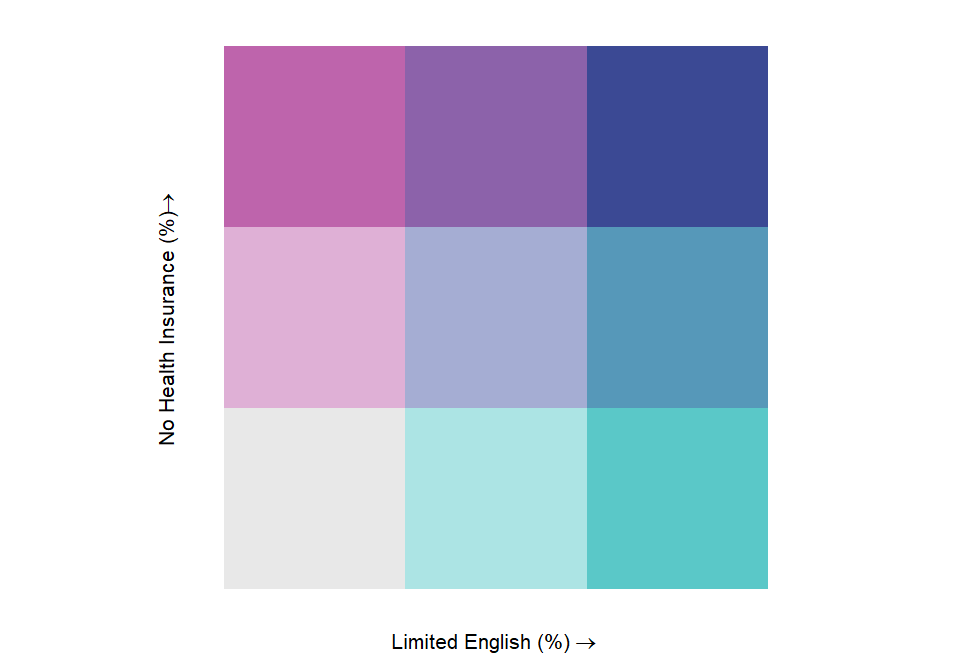 No Health Insurance (%)→
Limited English (%) →